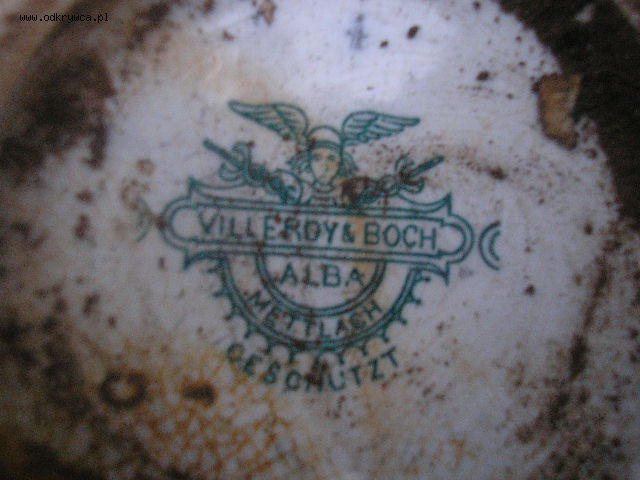 www.odkrywca.pl
VILLEROY & BOCH
ALBA
METTLACH
GESCHÜTZT